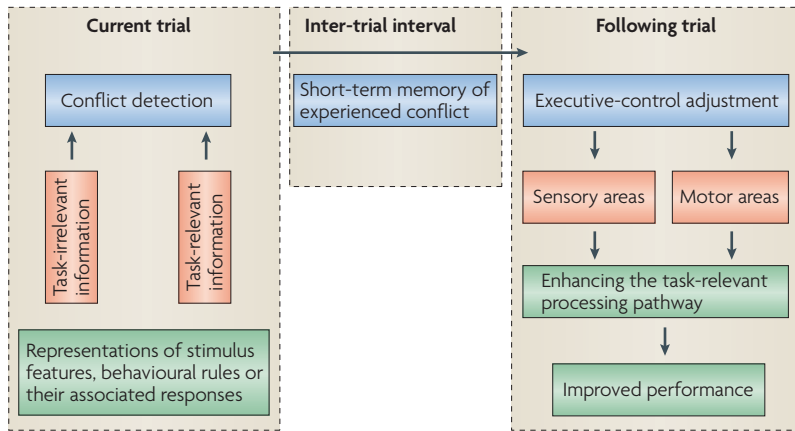 Current trial
Conflict detection
Task-irrelevant
information
Task-relevant
information
Representations of stimulus
features, behavioural rules or
their associated responses
Inter-trial interval
Short-term memory of
experienced conflict
Following trial
Executive-control adjustment
Sensory areas
Motor areas
Enhancing the task-relevant
processing pathway
Improved performance